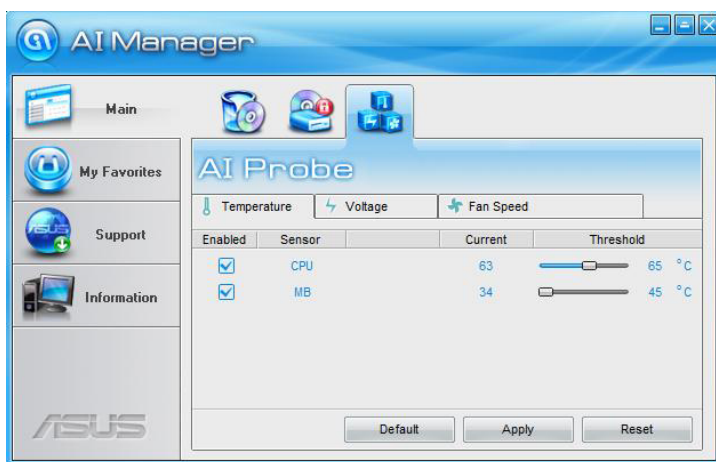 AI Manager
Main
My Favorites
Support
Information
ASUS
AI Probe
Temperature Voltage Fan Speed
Enabled Sensor Current Threshold
CPU 63 65 °C
MB 34 45 °C
Default Apply Reset